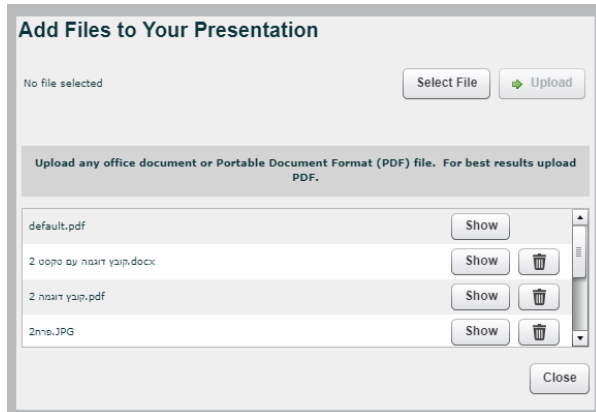 Add Files to Your Presentation
No file selected
Select File
Upload
Upload any office document or Portable Document Format (PDF) file. For best results upload
PDF.
default.pdf
Show
קובץ דוגמה עם טקסט 2.docx
Show
קובץ דוגמה 2.pdf
Show
פרח2.JPG
Show
Close